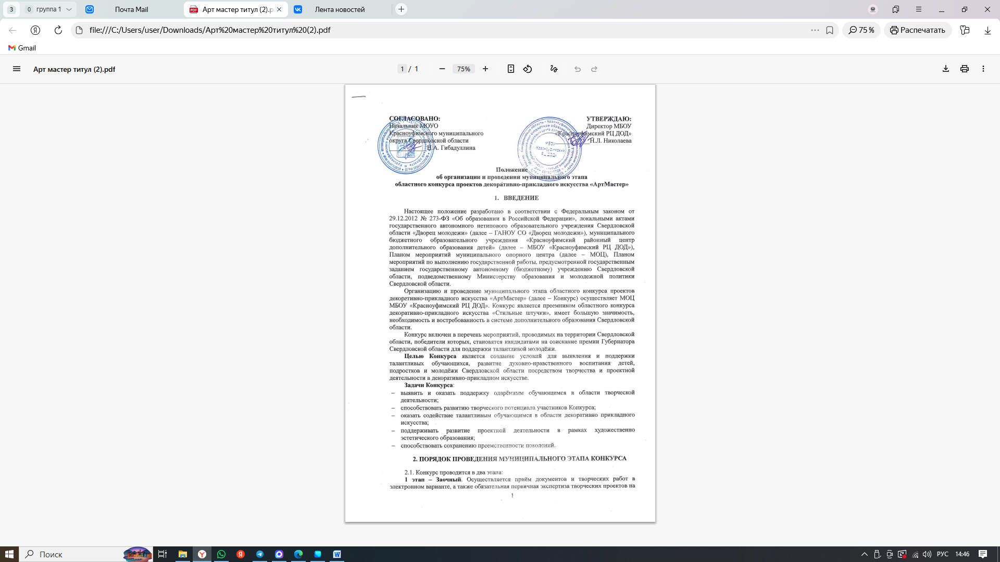 3
0 группа 1
Почта Mail
Арт мастер титул (2).p
Лента новостей
file:///C:/Users/user/Downloads/Арт%20мастер%20титул%20(2).pdf
75 %
Распечатать
Gmail
Арт мастер титул (2).pdf
1 / 1
75%
СОГЛАСОВАНО:
Начальник МОУО
Красноуфимского муниципального
округа Свердловской области
Н.А. Гибадуллина
УТВЕРЖДАЮ:
Директор МБОУ
«Красноуфимский РЦ ДОД»
Н.Л. Николаева
МБОУ
"Красноуфимский
РЦ ДОД"
Положение
об организации и проведении муниципального этапа
областного конкурса проектов декоративно-прикладного искусства «АртМастер»
1. ВВЕДЕНИЕ
Настоящее положение разработано в соответствии с Федеральным законом от
29.12.2012 № 273-ФЗ «Об образовании в Российской Федерации», локальными актами
государственного автономного нетипового образовательного учреждения Свердловской
области «Дворец молодежи» (далее – ГАНОУ СО «Дворец молодежи»), муниципального
бюджетного образовательного учреждения «Красноуфимский районный центр
дополнительного образования детей» (далее – МБОУ «Красноуфимский РЦ ДОД»),
Планом мероприятий муниципального опорного центра (далее – МОЦ), Планом
мероприятий по выполнению государственной работы, предусмотренной государственным
заданием государственному автономному (бюджетному) учреждению Свердловской
области, подведомственному Министерству образования и молодежной политики
Свердловской области.
Организацию и проведение муниципального этапа областного конкурса проектов
декоративно-прикладного искусства «АртМастер» (далее – Конкурс) осуществляет МОЦ
МБОУ «Красноуфимский РЦ ДОД». Конкурс является преемником областного конкурса
декоративно-прикладного искусства «Стильные штучки», имеет большую значимость,
необходимость и востребованность в системе дополнительного образования Свердловской
области.
Конкурс включен в перечень мероприятий, проводимых на территории Свердловской
области, победители которых, становятся кандидатами на соискание премии Губернатора
Свердловской области для поддержки талантливой молодёжи.
Целью Конкурса является создание условий для выявления и поддержки
талантливых обучающихся, развитие духовно-нравственного воспитания детей,
подростков и молодёжи Свердловской области посредством творчества и проектной
деятельности в декоративно-прикладном искусстве.
Задачи Конкурса:
– выявить и оказать поддержку одарённым обучающимся в области творческой
деятельности;
– способствовать развитию творческого потенциала участников Конкурса;
– оказать содействие талантливым обучающимся в области декоративно прикладного
искусства;
– поддерживать развитие проектной деятельности в рамках художественно
эстетического образования;
– способствовать сохранению преемственности поколений.
2. ПОРЯДОК ПРОВЕДЕНИЯ МУНИЦИПАЛЬНОГО ЭТАПА КОНКУРСА
2.1. Конкурс проводится в два этапа:
1 этап – Заочный. Осуществляется приём документов и творческих работ в
электронном варианте, а также обязательная первичная экспертиза творческих проектов на
1
Поиск
РУС
14:46